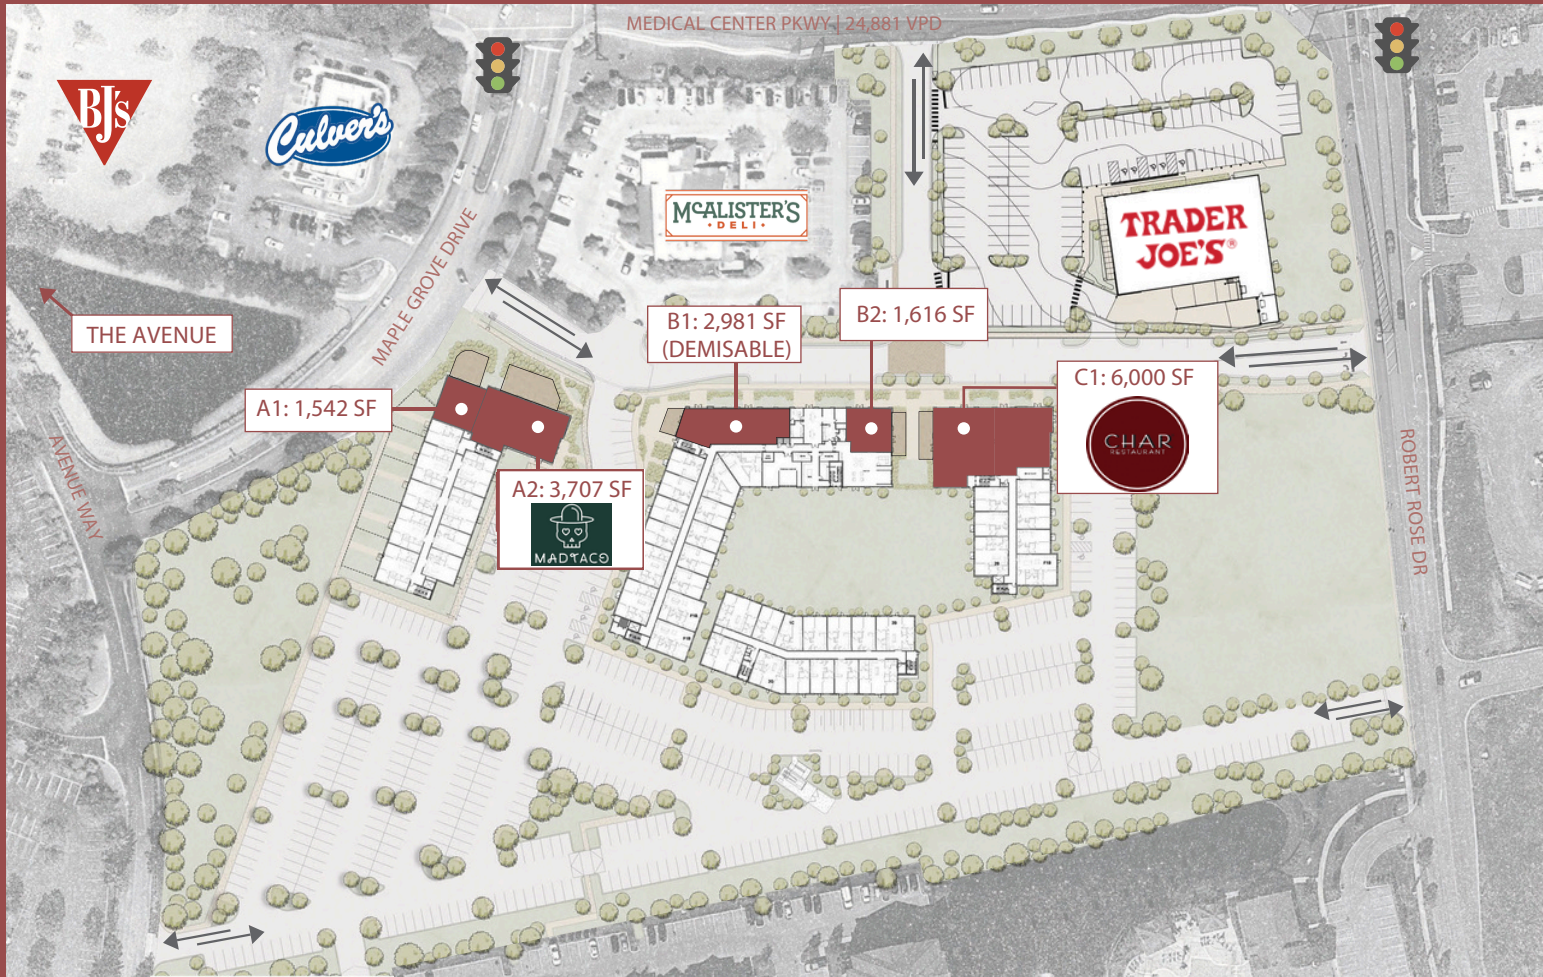 MEDICAL CENTER PKWY | 24,881 VPD
BJ's
Culver's
McALISTER'S
• DELI •
TRADER
JOE'S®
MAPLE GROVE DRIVE
THE AVENUE
B1: 2,981 SF
(DEMISABLE)
B2: 1,616 SF
A1: 1,542 SF
C1: 6,000 SF
CHAR
RESTAURANT
A2: 3,707 SF
MADTACO
AVENUE WAY
ROBERT ROSE DR